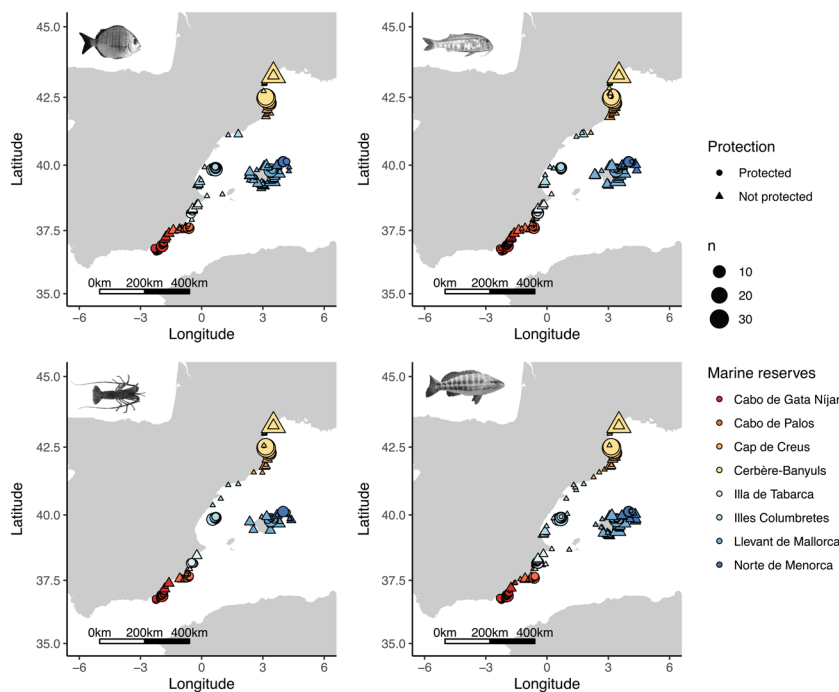 45.0
42.5
40.0
37.5
35.0
Latitude
0km 200km 400km
−6 −3 0 3 6
Longitude
45.0
42.5
40.0
37.5
35.0
Latitude
0km 200km 400km
−6 −3 0 3 6
Longitude
45.0
42.5
40.0
37.5
35.0
Latitude
0km 200km 400km
−6 −3 0 3 6
Longitude
45.0
42.5
40.0
37.5
35.0
Latitude
0km 200km 400km
−6 −3 0 3 6
Longitude
Protection
Protected
Not protected
n
10
20
30
Marine reserves
Cabo de Gata Níjar
Cabo de Palos
Cap de Creus
Cerbère-Banyuls
Illa de Tabarca
Illes Columbretes
Llevant de Mallorca
Norte de Menorca